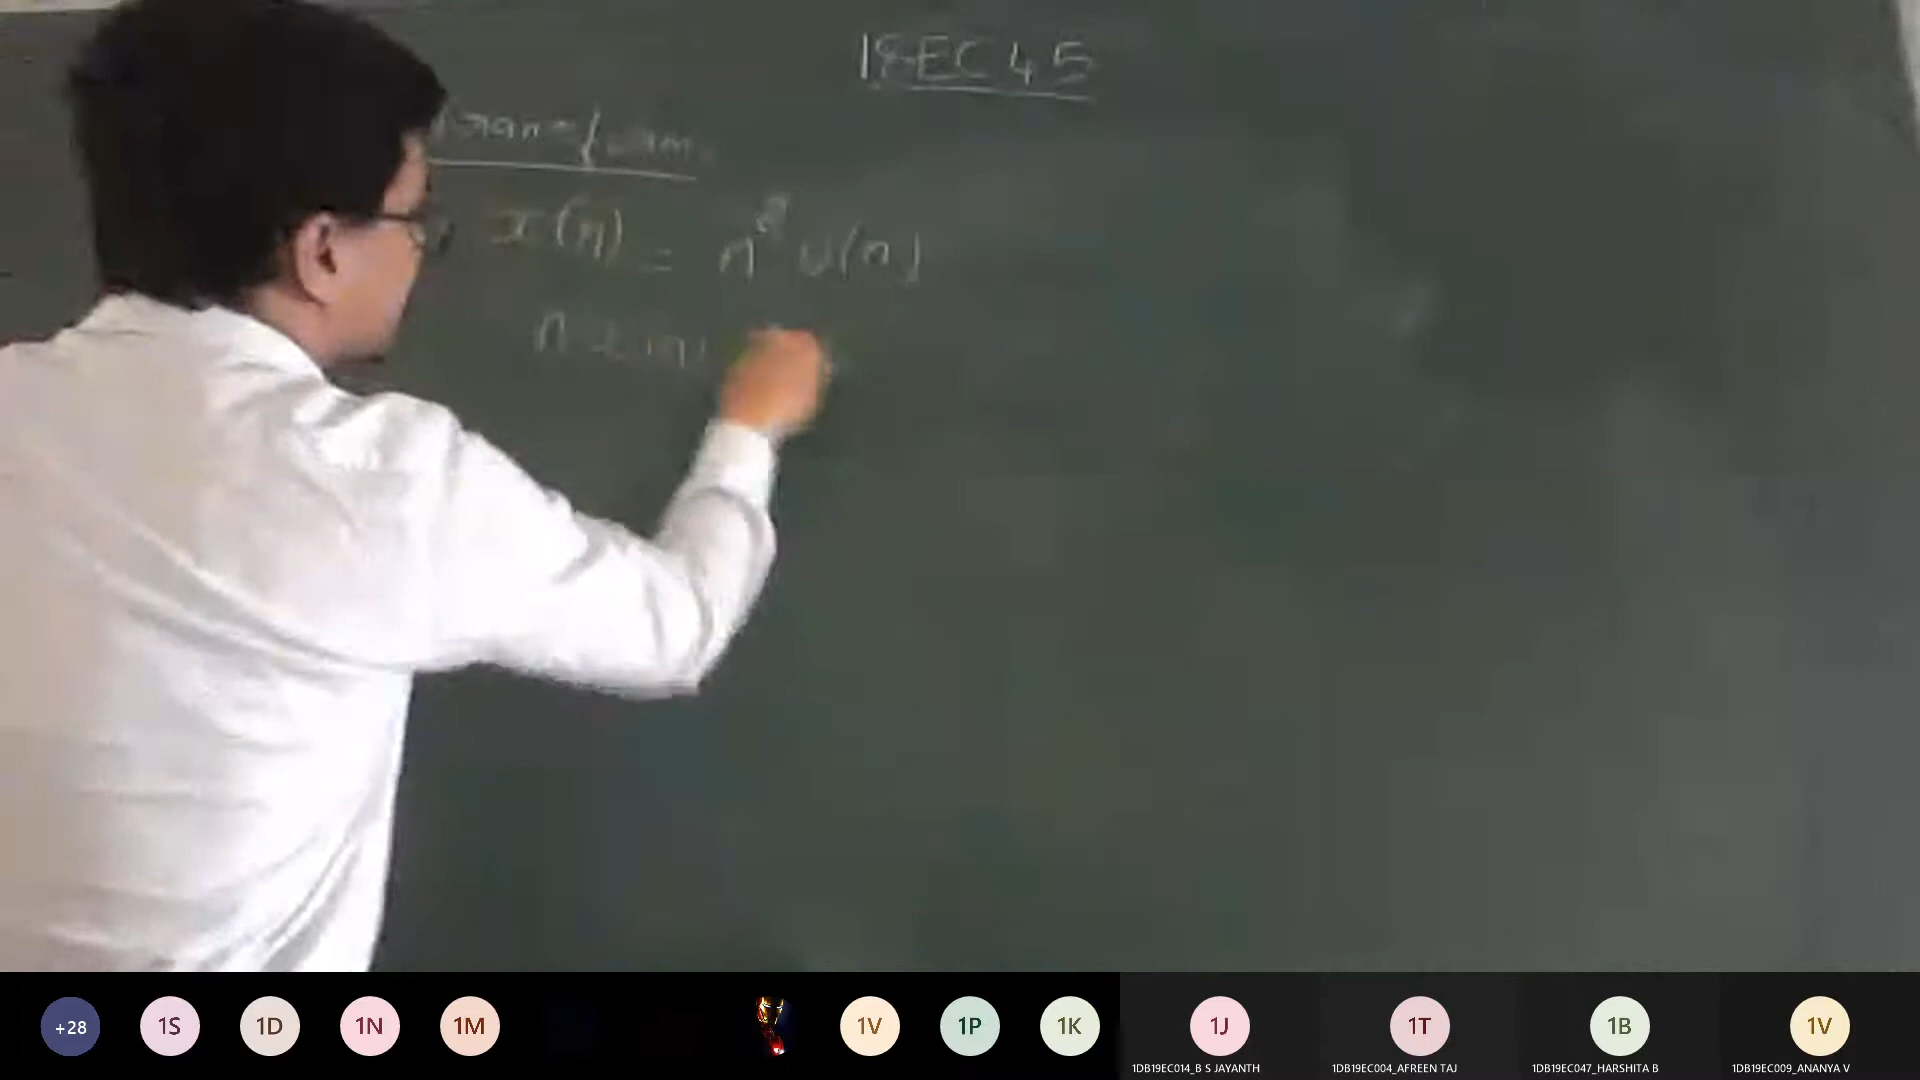 18EC45
x(n) = n² u(n)
n x(n)
+28 1S 1D 1N 1M 1V 1P 1K 1J 1T 1B 1V
1DB19EC014_B S JAYANTH 1DB19EC004_AFREEN TAJ 1DB19EC047_HARSHITA B 1DB19EC009_ANANYA V